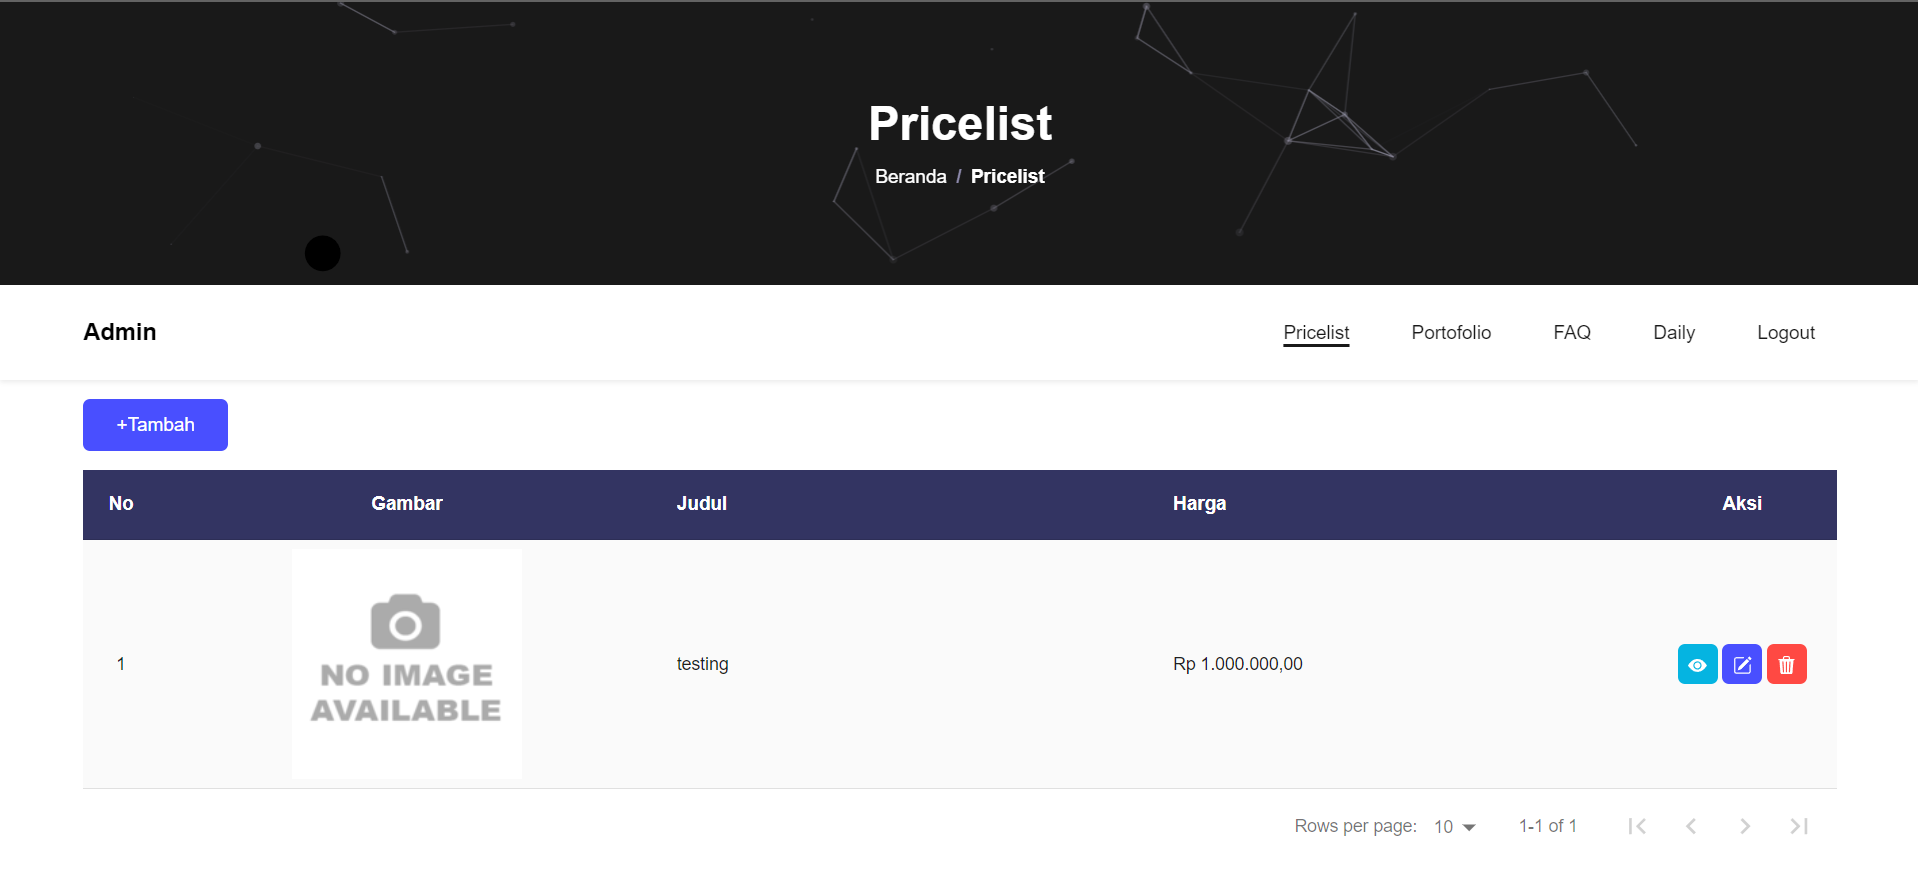 Pricelist
Beranda / Pricelist
Admin
Pricelist Portofolio FAQ Daily Logout
+Tambah
No Gambar Judul Harga Aksi
NO IMAGE
AVAILABLE
1 testing Rp 1.000.000,00
Rows per page: 10 1-1 of 1